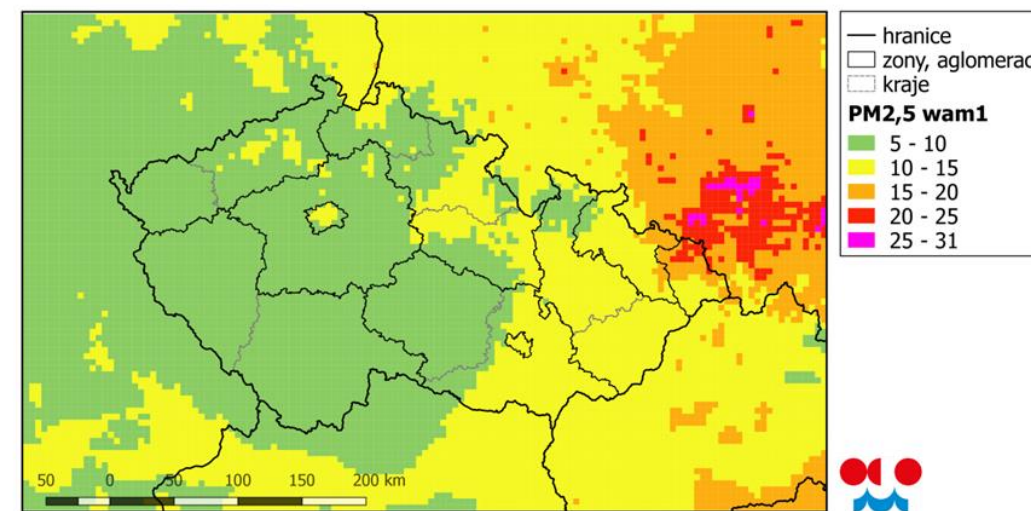 hranice
zony, aglomerac
kraje
PM2,5 wam1
5 - 10
10 - 15
15 - 20
20 - 25
25 - 31
50 0 50 100 150 200 km